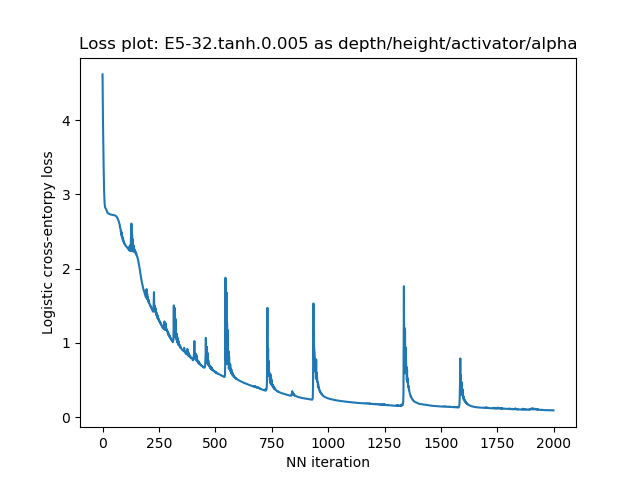 Loss plot: E5-32.tanh.0.005 as depth/height/activator/alpha
Logistic cross-entorpy loss
4
3
2
1
0
0 250 500 750 1000 1250 1500 1750 2000
NN iteration